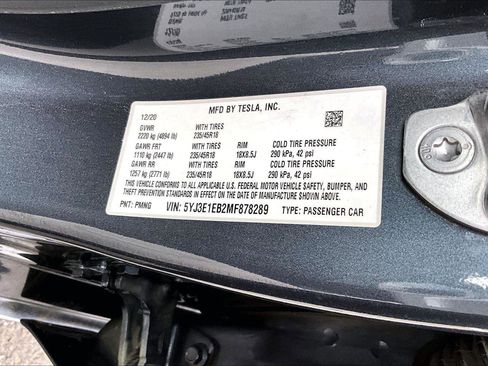 MFD BY TESLA, INC.
12/20
GVWR WITH TIRES
2220 kg (4894 lb) 235/45R18
GAWR FRT WITH TIRES RIM COLD TIRE PRESSURE
1110 kg (2447 lb) 235/45R18 18X8.5J 290 kPa, 42 psi
GAWR RR WITH TIRES RIM COLD TIRE PRESSURE
1257 kg (2771 lb) 235/45R18 18X8.5J 290 kPa, 42 psi
THIS VEHICLE CONFORMS TO ALL APPLICABLE U.S. FEDERAL MOTOR VEHICLE SAFETY, BUMPER, AND
THEFT PREVENTION STANDARDS IN EFFECT ON THE DATE OF MANUFACTURE SHOWN ABOVE.
PNT: PMNG VIN: 5YJ3E1EB2MF878289 TYPE: PASSENGER CAR